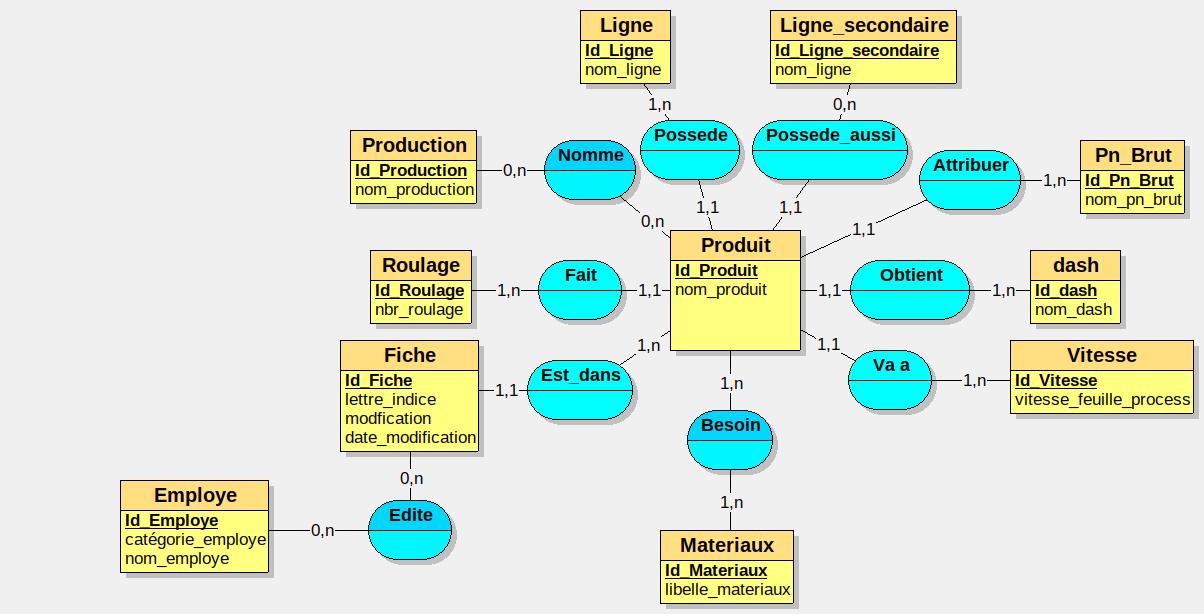 Ligne
Id_Ligne
nom_ligne
Ligne_secondaire
Id_Ligne_secondaire
nom_ligne
1,n
0,n
Production
Id_Production
nom_production
0,n
Nomme
Possede
Possede_aussi
Attribuer
1,n
Pn_Brut
Id_Pn_Brut
nom_pn_brut
0,n
1,1
1,1
1,1
Produit
Id_Produit
nom_produit
Roulage
Id_Roulage
nbr_roulage
1,n
Fait
1,1
1,1
Obtient
1,n
dash
Id_dash
nom_dash
Fiche
Id_Fiche
lettre_indice
modfication
date_modification
1,1
Est_dans
1,n
1,1
Va a
1,n
Vitesse
Id_Vitesse
vitesse_feuille_process
1,n
Besoin
1,n
0,n
Employe
Id_Employe
catégorie_employe
nom_employe
0,n
Edite
Materiaux
Id_Materiaux
libelle_materiaux